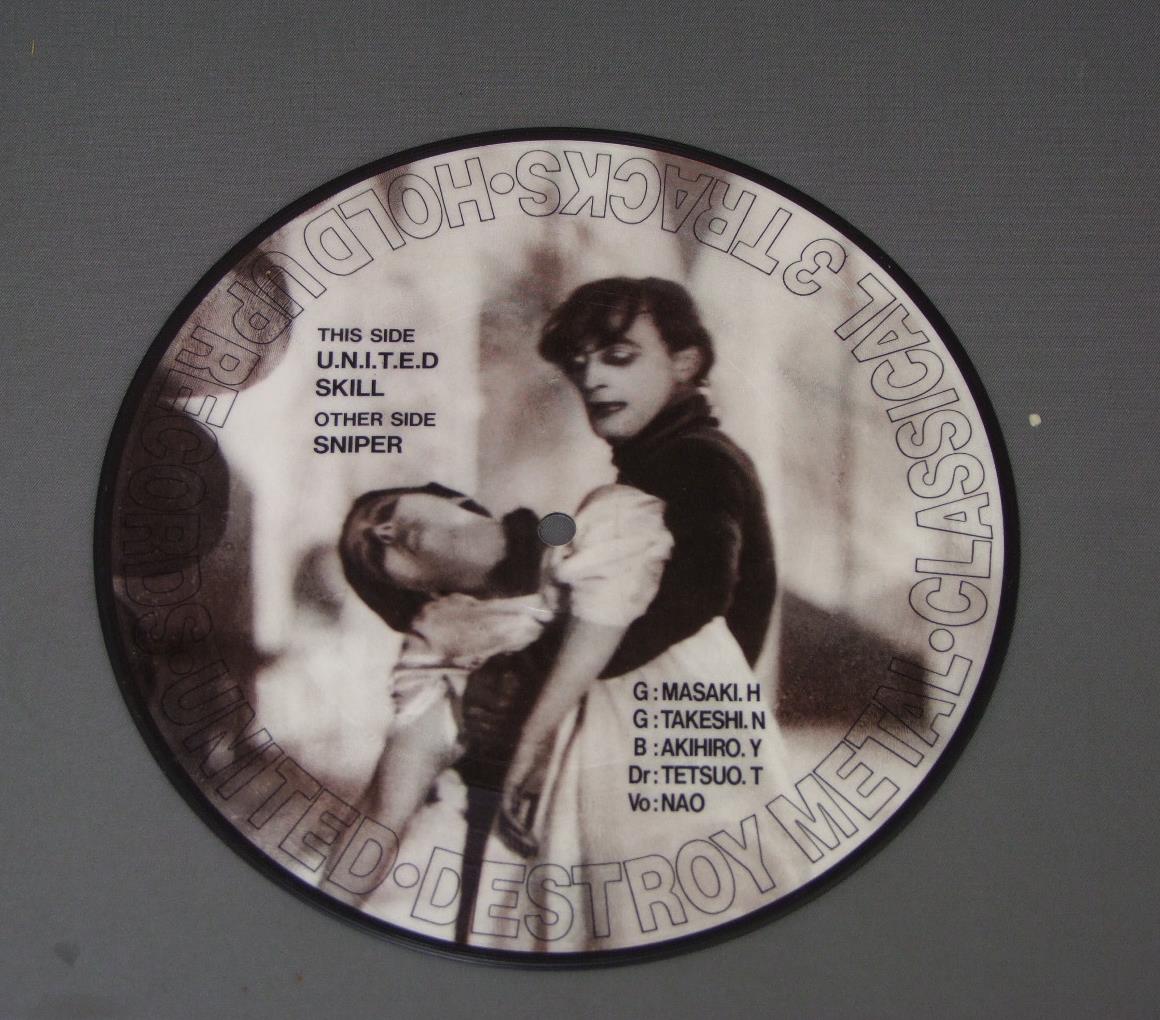 THIS SIDE
U.N.I.T.E.D
SKILL
OTHER SIDE
SNIPER
G : MASAKI. H
G : TAKESHI. N
B : AKIHIRO. Y
Dr : TETSUO. T
Vo : NAO
UNITED・DESTROY METAL・CLASSICAL 3 TRACKS・HOLD UP RECORDS・